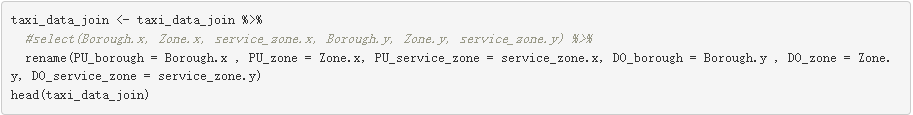 taxi_data_join <- taxi_data_join %>%
  #select(Borough.x, Zone.x, service_zone.x, Borough.y, Zone.y, service_zone.y) %>%
  rename(PU_borough = Borough.x , PU_zone = Zone.x, PU_service_zone = service_zone.x, DO_borough = Borough.y , DO_zone = Zone.
y, DO_service_zone = service_zone.y)
head(taxi_data_join)